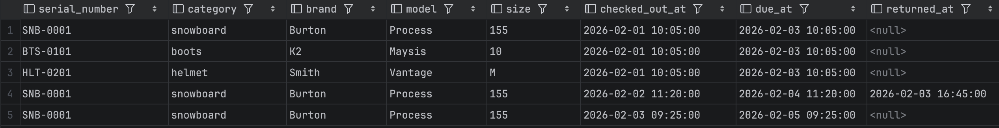 serial_number category brand model size checked_out_at due_at returned_at
1 SNB-0001 snowboard Burton Process 155 2026-02-01 10:05:00 2026-02-03 10:05:00 <null>
2 BTS-0101 boots K2 Maysis 10 2026-02-01 10:05:00 2026-02-03 10:05:00 <null>
3 HLT-0201 helmet Smith Vantage M 2026-02-01 10:05:00 2026-02-03 10:05:00 <null>
4 SNB-0001 snowboard Burton Process 155 2026-02-02 11:20:00 2026-02-04 11:20:00 2026-02-03 16:45:00
5 SNB-0001 snowboard Burton Process 155 2026-02-03 09:25:00 2026-02-05 09:25:00 <null>